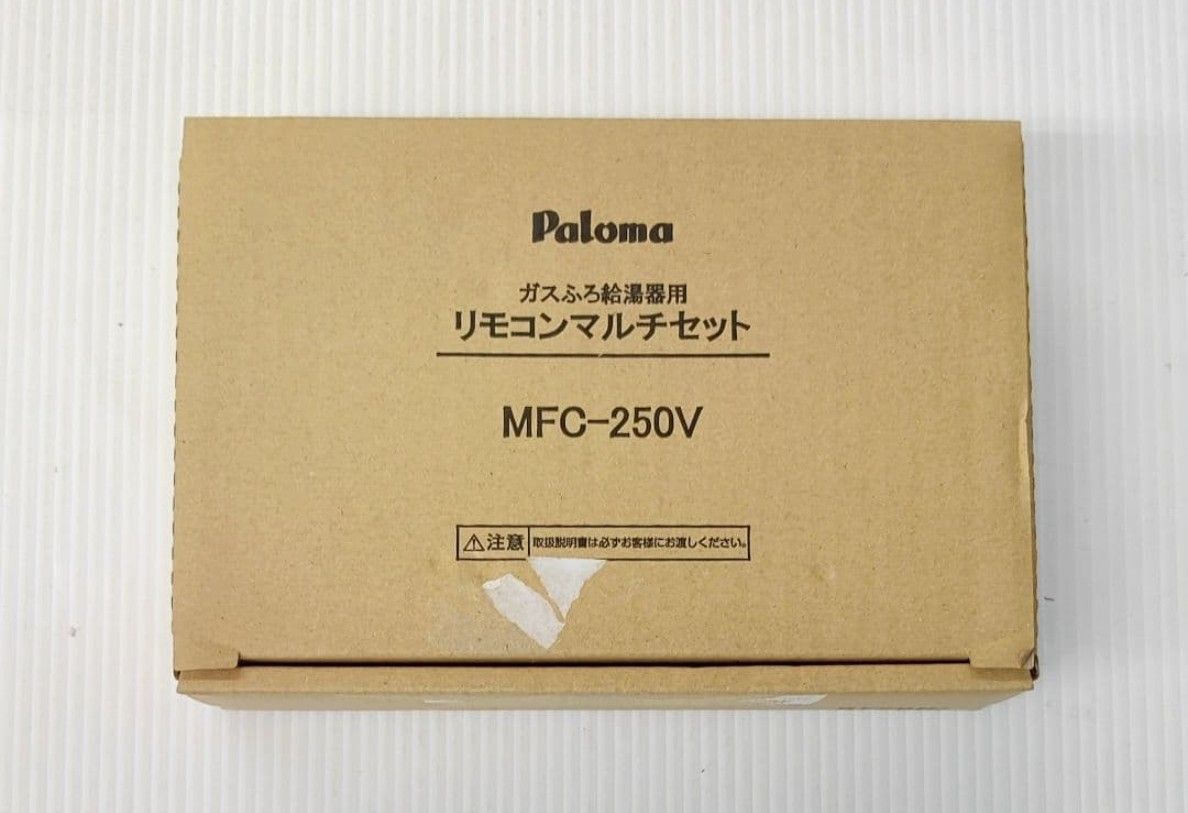 Paloma
ガスふろ給湯器用
リモコンマルチセット
MFC-250V
⚠注意 取扱説明書は必ずお客様にお渡しください。